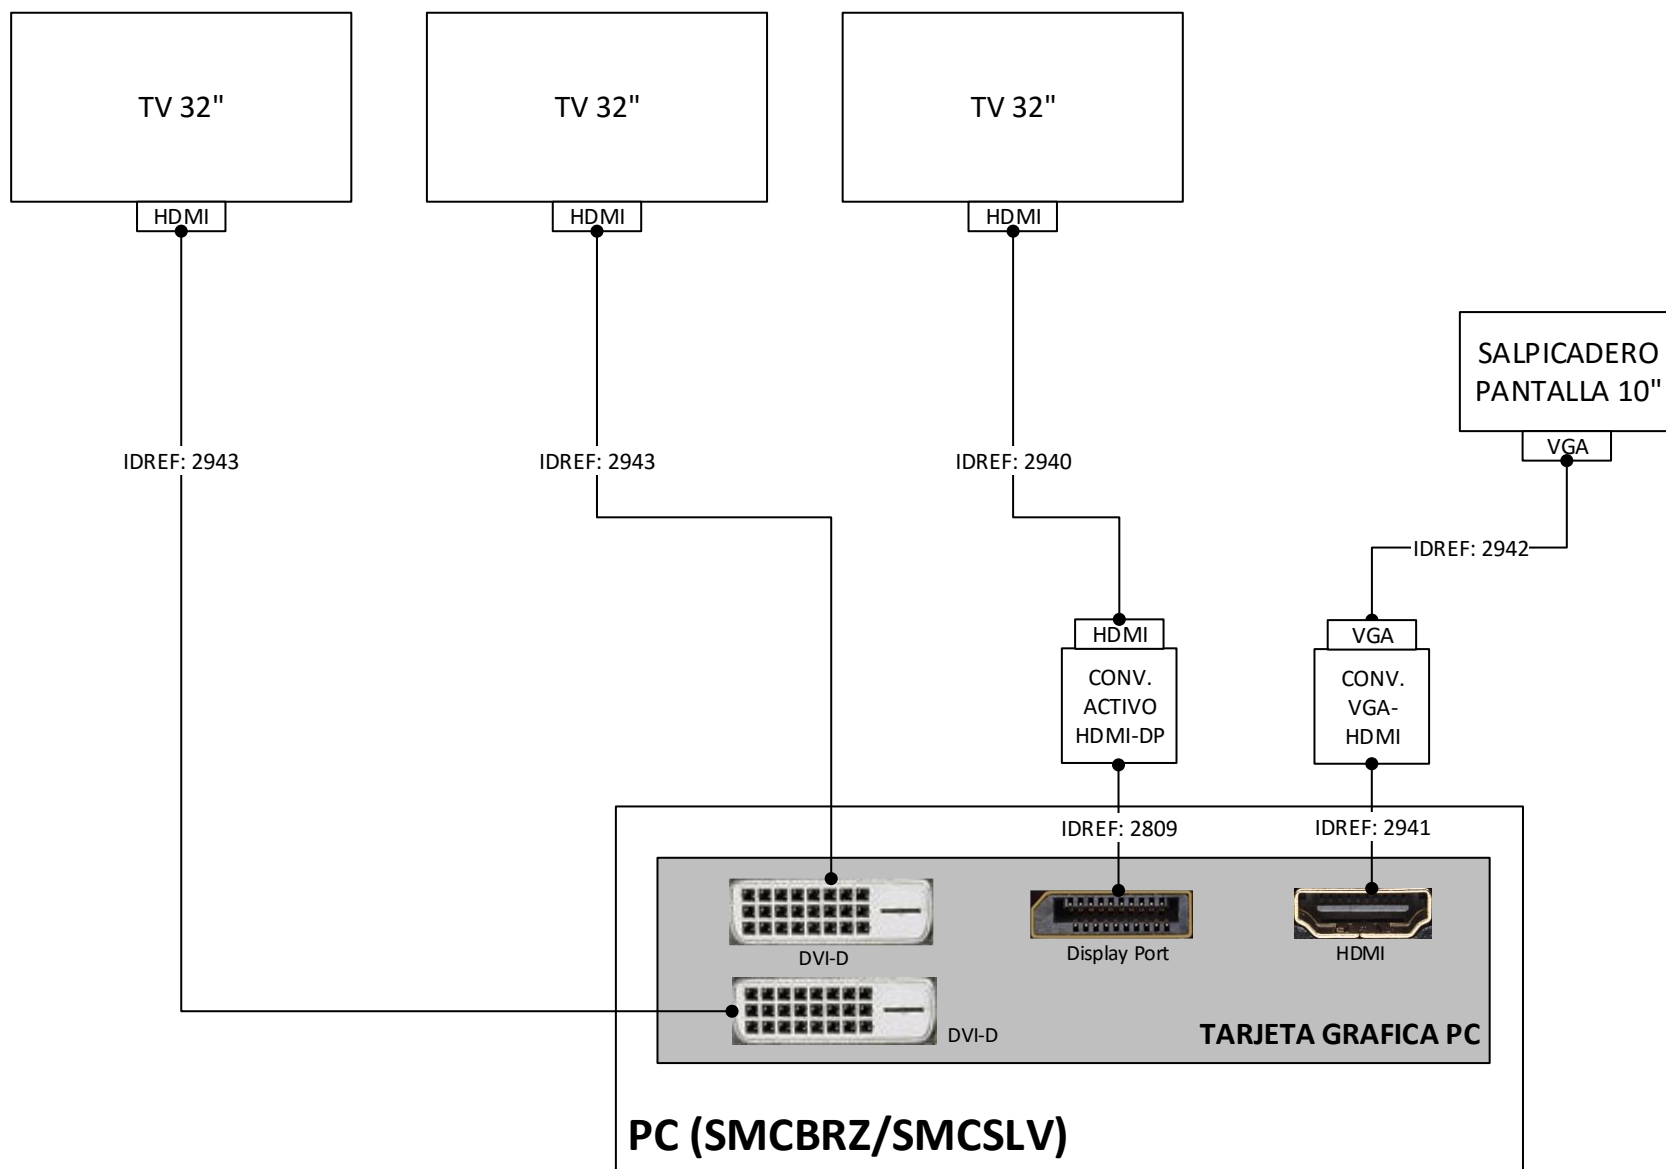 TV 32"
TV 32"
TV 32"
HDMI
HDMI
HDMI
SALPICADERO
PANTALLA 10"
VGA
IDREF: 2943
IDREF: 2943
IDREF: 2940
IDREF: 2942
HDMI
VGA
CONV.
ACTIVO
HDMI-DP
CONV.
VGA-
HDMI
IDREF: 2809
IDREF: 2941
DVI-D
Display Port
HDMI
DVI-D
TARJETA GRAFICA PC
PC (SMCBRZ/SMCSLV)